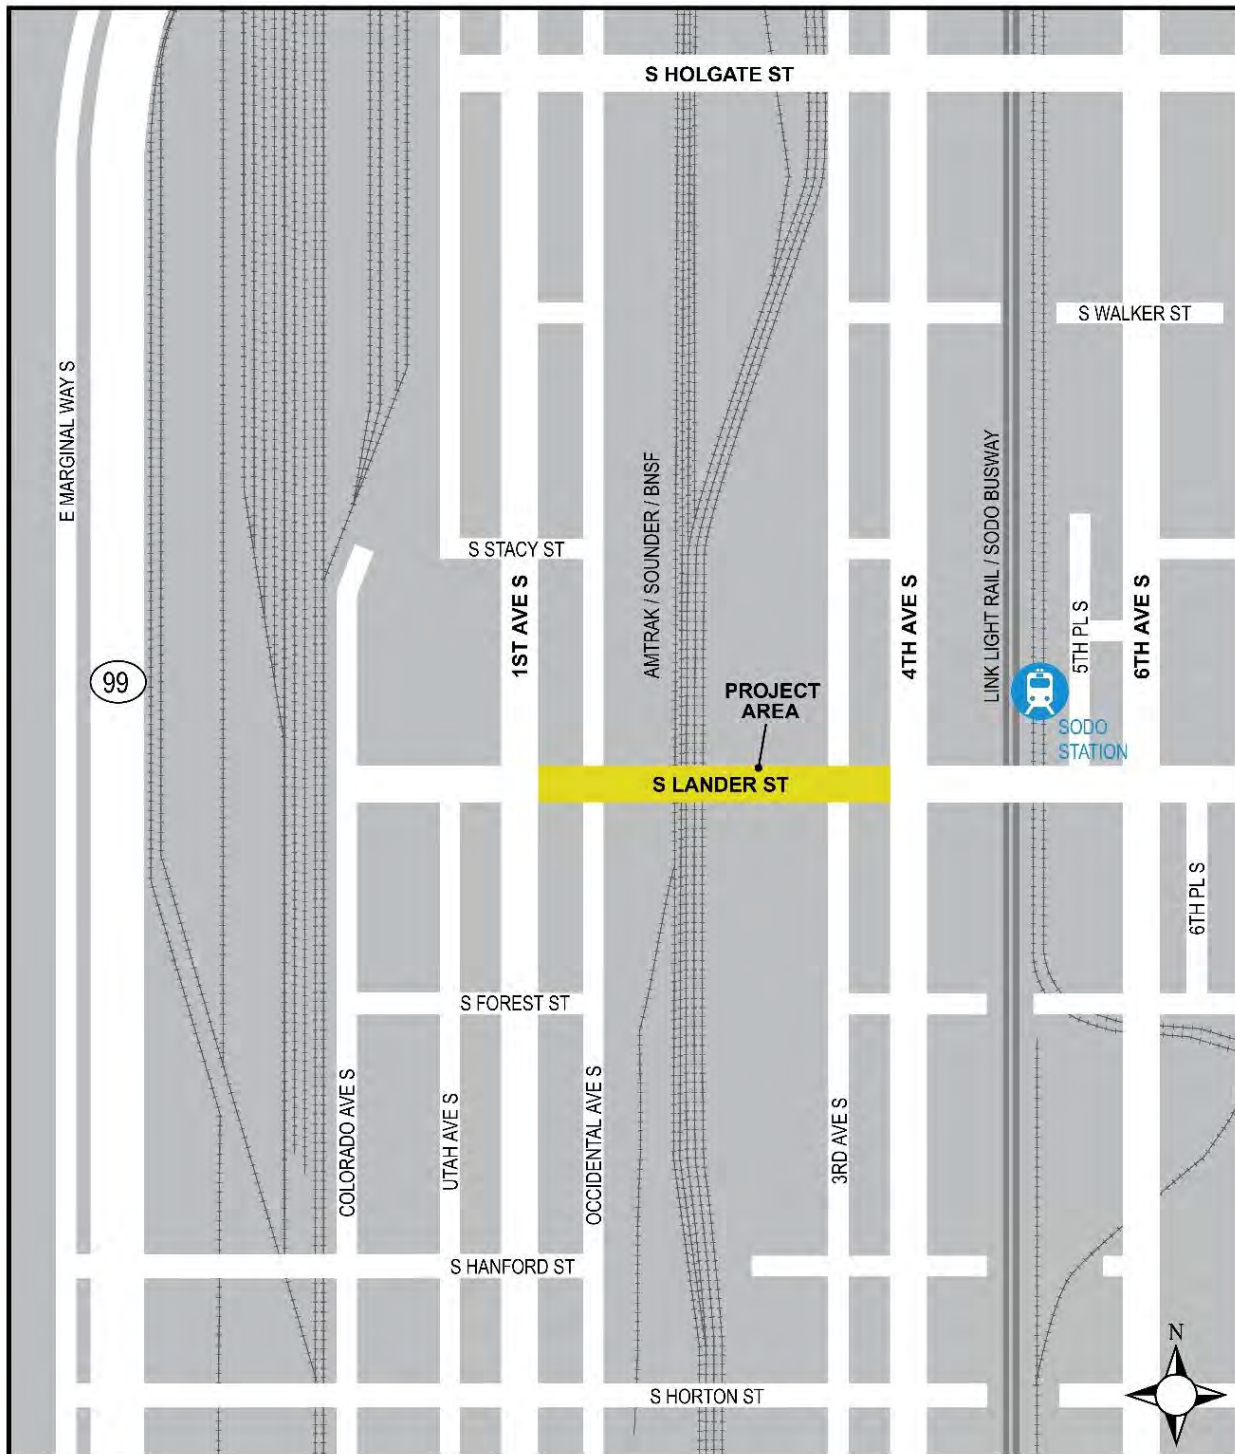 S HOLGATE ST
S WALKER ST
E MARGINAL WAY S
AMTRAK / SOUNDER / BNSF
LINK LIGHT RAIL / SODO BUSWAY
S STACY ST
1ST AVE S
4TH AVE S
5TH PL S
6TH AVE S
99
PROJECT
AREA
SODO
STATION
S LANDER ST
6TH PL S
S FOREST ST
COLORADO AVE S
UTAH AVE S
OCCIDENTAL AVE S
3RD AVE S
S HANFORD ST
N
S HORTON ST